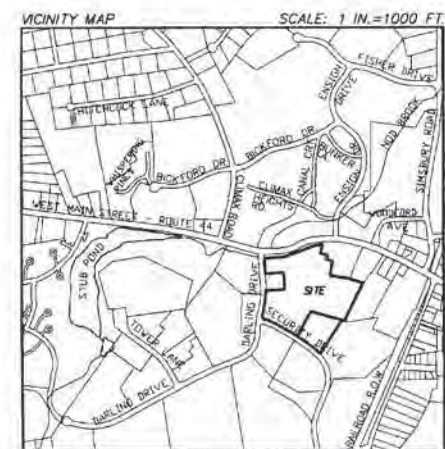 VICINITY MAP
SCALE: 1 IN.=1000 FT.
FISHER DRIVE
HITCHCOCK LANE
ENSIGN DRIVE
NOD BROOK
SIMSBURY ROAD
BICKFORD DR.
BICKFORD DR
CANAL CRK
CLIMAX ROAD
CLIMAX HEIGHTS RD
ENSIGN
WOODFORD AVE
WEST MAIN STREET - ROUTE 44
STUB POND
DARLING DRIVE
SITE
SECURITY DRIVE
TOWER LANE
DARLING DRIVE
RAILROAD R.O.W.